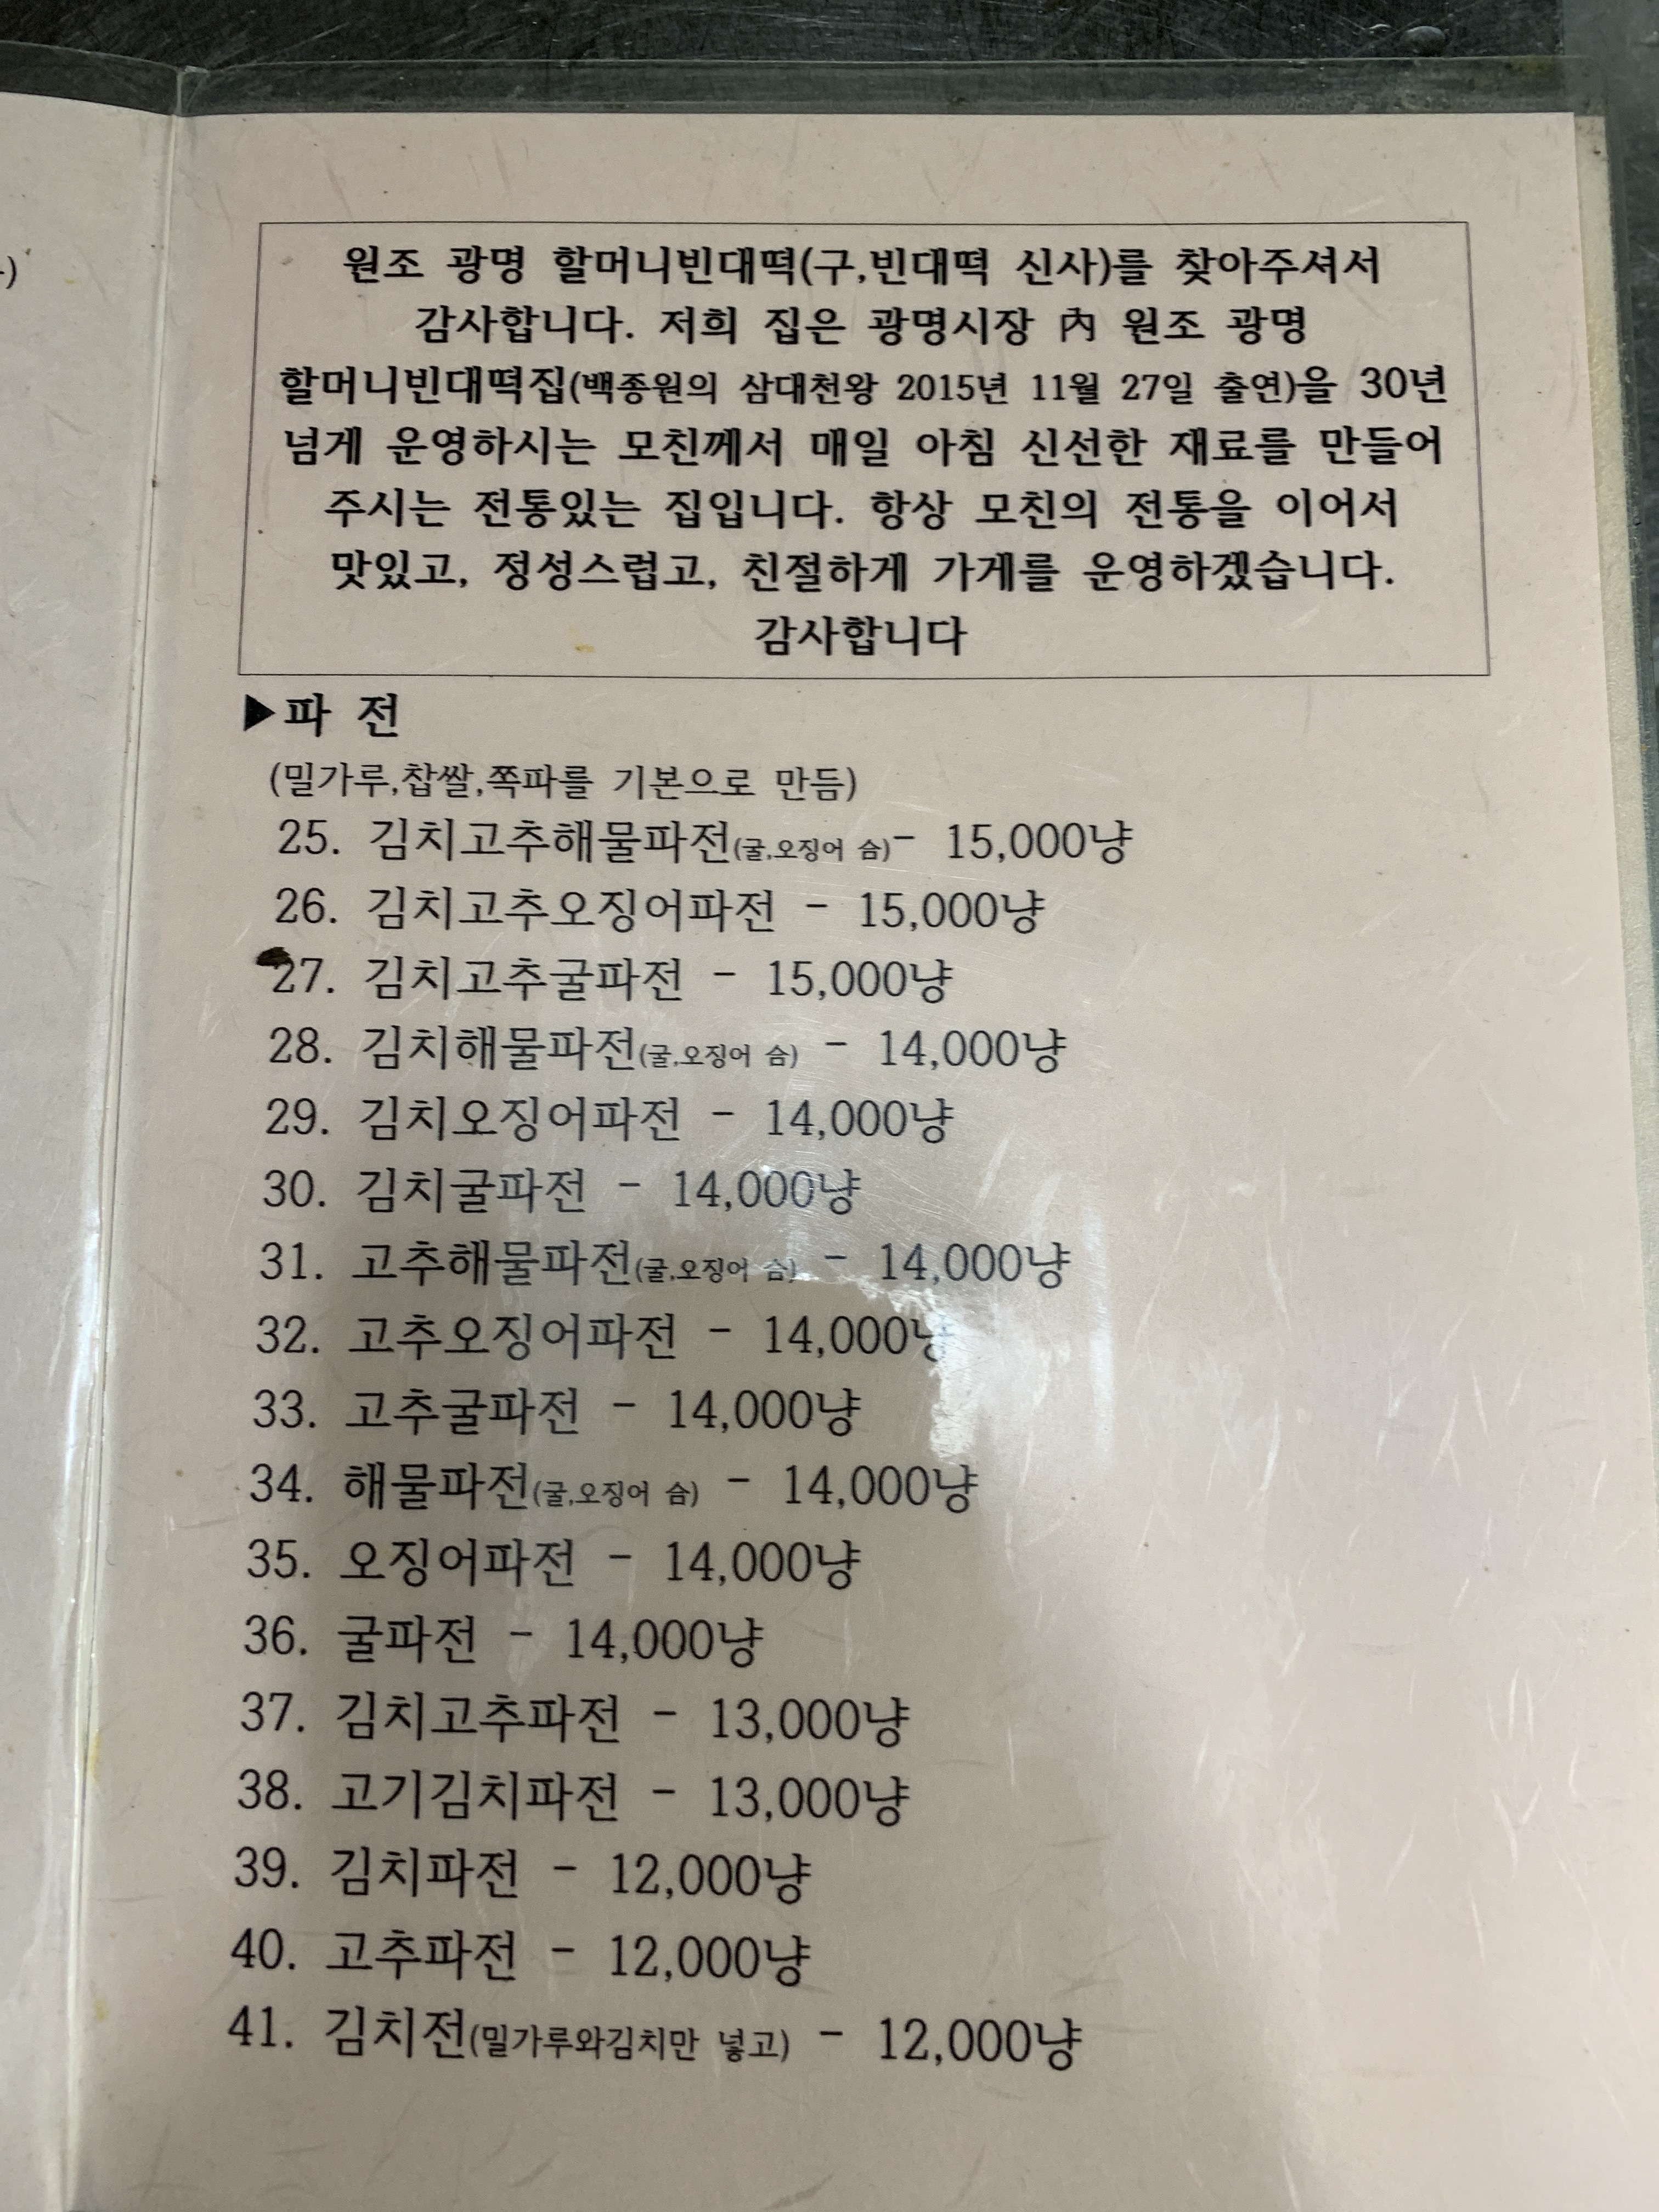 원조 광명 할머니빈대떡(구,빈대떡 신사)를 찾아주셔서
감사합니다. 저희 집은 광명시장 內 원조 광명
할머니빈대떡집(백종원의 삼대천왕 2015년 11월 27일 출연)을 30년
넘게 운영하시는 모친께서 매일 아침 신선한 재료를 만들어
주시는 전통있는 집입니다. 항상 모친의 전통을 이어서
맛있고, 정성스럽고, 친절하게 가게를 운영하겠습니다.
감사합니다
▶파 전
(밀가루,찹쌀,쪽파를 기본으로 만듬)
25. 김치고추해물파전(굴,오징어 슴)- 15,000냥
26. 김치고추오징어파전 - 15,000냥
27. 김치고추굴파전 - 15,000냥
28. 김치해물파전(굴,오징어 슴) - 14,000냥
29. 김치오징어파전 - 14,000냥
30. 김치굴파전 - 14,000냥
31. 고추해물파전(굴,오징어 슴) - 14,000냥
32. 고추오징어파전 - 14,000냥
33. 고추굴파전 - 14,000냥
34. 해물파전(굴,오징어 슴) - 14,000냥
35. 오징어파전 - 14,000냥
36. 굴파전 - 14,000냥
37. 김치고추파전 - 13,000냥
38. 고기김치파전 - 13,000냥
39. 김치파전 - 12,000냥
40. 고추파전 - 12,000냥
41. 김치전(밀가루와김치만 넣고) - 12,000냥